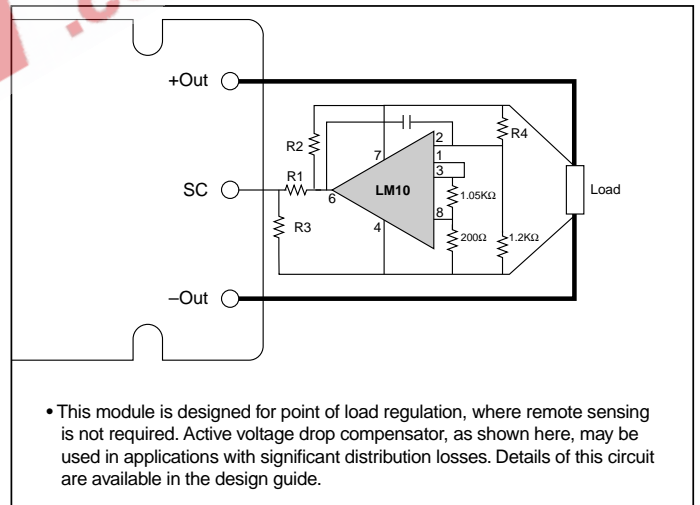 +Out
R4
R2
2
7
1
R1
3
SC
LM10
Load
6
1.05KΩ
8
R3
4
200Ω
1.2KΩ
–Out
• This module is designed for point of load regulation, where remote sensing
is not required. Active voltage drop compensator, as shown here, may be
used in applications with significant distribution losses. Details of this circuit
are available in the design guide.